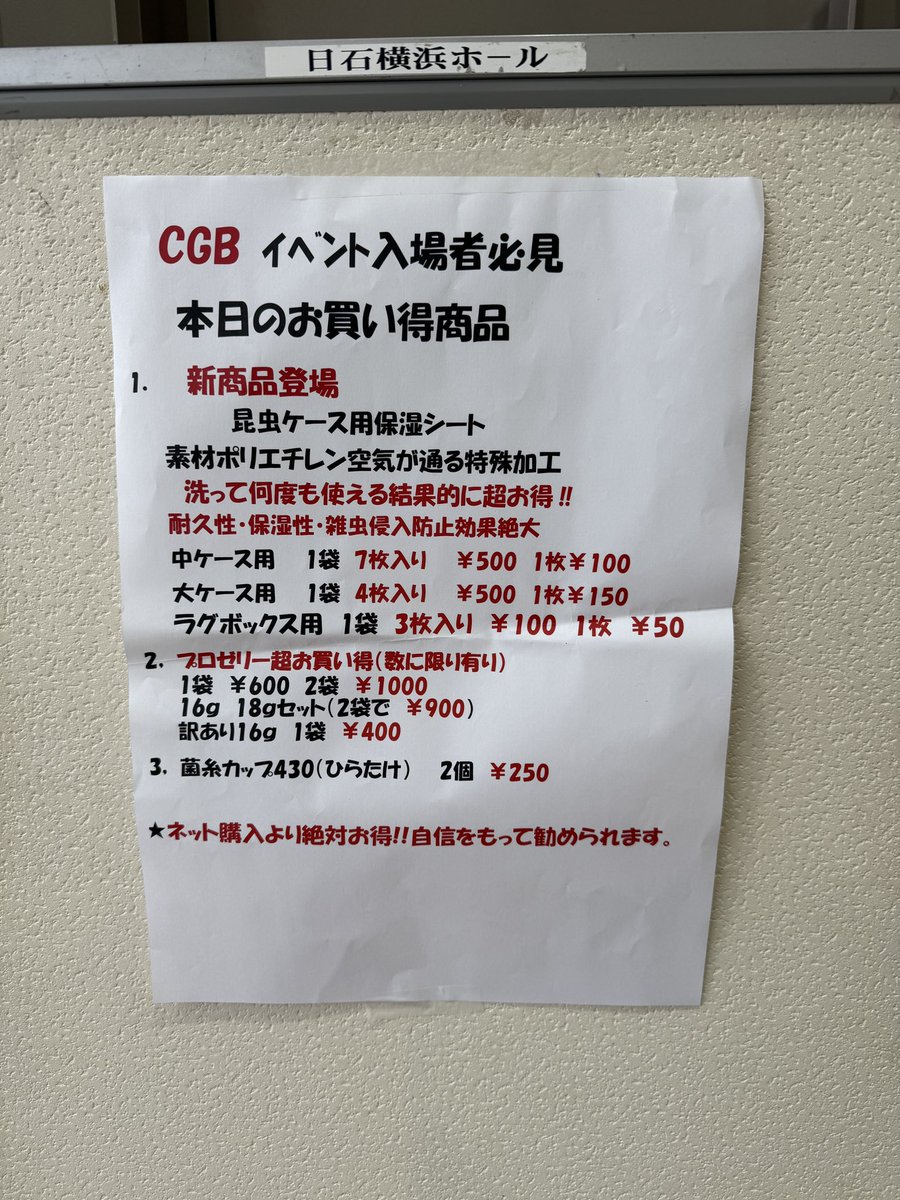 日石横浜ホール
CGB イベント入場者必見
本日のお買い得商品
1. 新商品登場
昆虫ケース用保湿シート
素材ポリエチレン空気が通る特殊加工
洗って何度も使える結果的に超お得!!
耐久性・保湿性・雑虫侵入防止効果絶大
中ケース用 1袋 7枚入り ¥500 1枚¥100
大ケース用 1袋 4枚入り ¥500 1枚¥150
ラグボックス用 1袋 3枚入り ¥100 1枚 ¥50
2. プロゼリー超お買い得(数に限り有り)
1袋 ¥600 2袋 ¥1000
16g 18gセット(2袋で ¥900)
訳あり16g 1袋 ¥400
3. 菌糸カップ430(ひらたけ) 2個 ¥250
★ネット購入より絶対お得!!自信をもって勧められます。